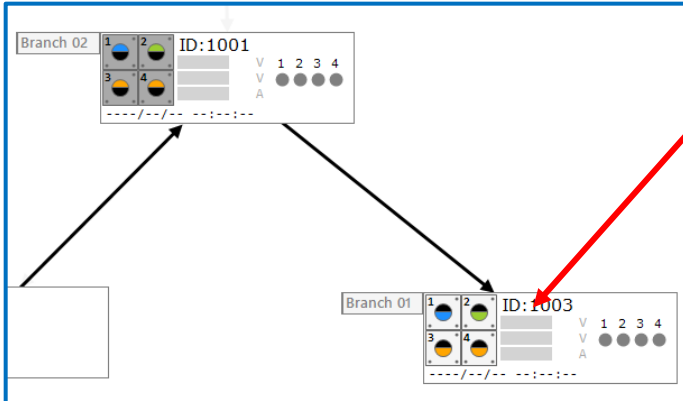 Branch 02
1 2 ID:1001
V 1 2 3 4
3 4 V
A
----/--/-- --:--:--
Branch 01
1 2 ID:1003
V 1 2 3 4
3 4 V
A
----/--/-- --:--:--